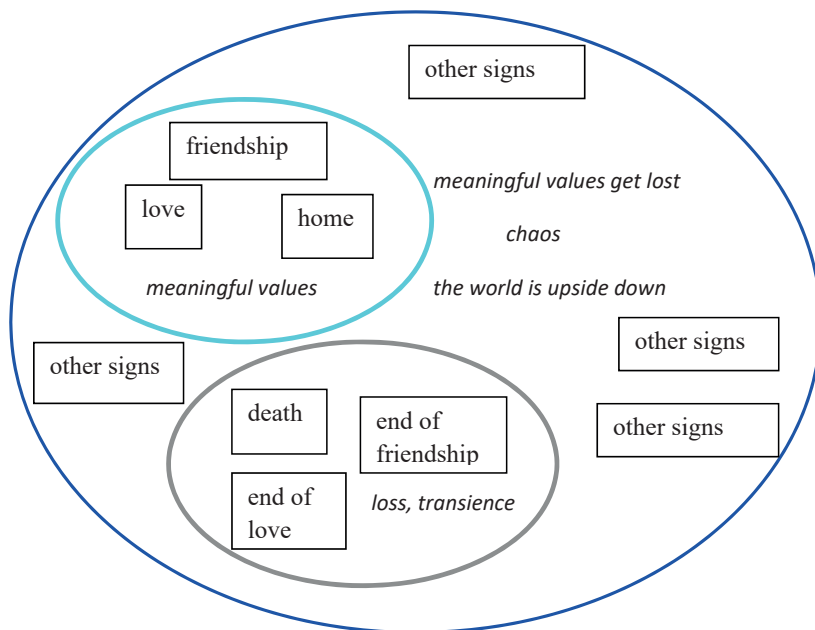 other signs
friendship
meaningful values get lost
love
home
chaos
meaningful values
the world is upside down
other signs
other signs
death
end of
friendship
other signs
end of
love
loss, transience